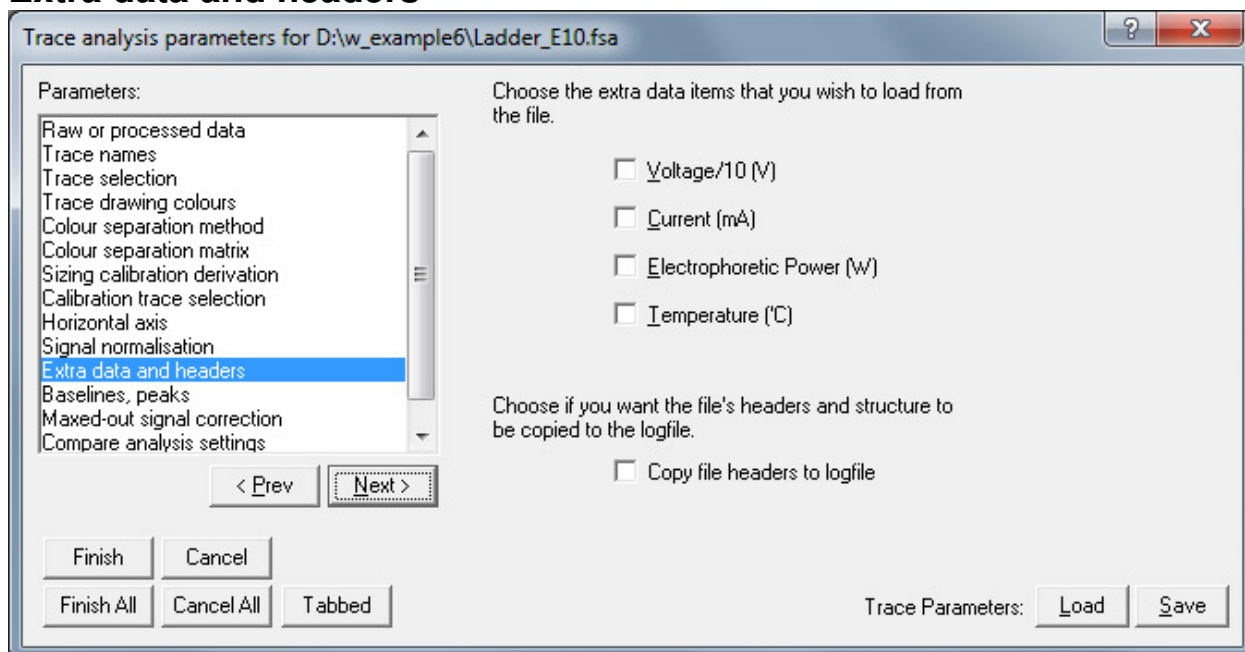 Extra data and headers
Trace analysis parameters for D:\w_example6\Ladder_E10.fsa
Parameters:
Raw or processed data
Trace names
Trace selection
Trace drawing colours
Colour separation method
Colour separation matrix
Sizing calibration derivation
Calibration trace selection
Horizontal axis
Signal normalisation
Extra data and headers
Baselines, peaks
Maxed-out signal correction
Compare analysis settings
< Prev
Next >
Finish
Cancel
Finish All
Cancel All
Tabbed
Choose the extra data items that you wish to load from
the file.
Voltage/10 (V)
Current (mA)
Electrophoretic Power (W)
Temperature ('C)
Choose if you want the file's headers and structure to
be copied to the logfile.
Copy file headers to logfile
Trace Parameters:
Load
Save